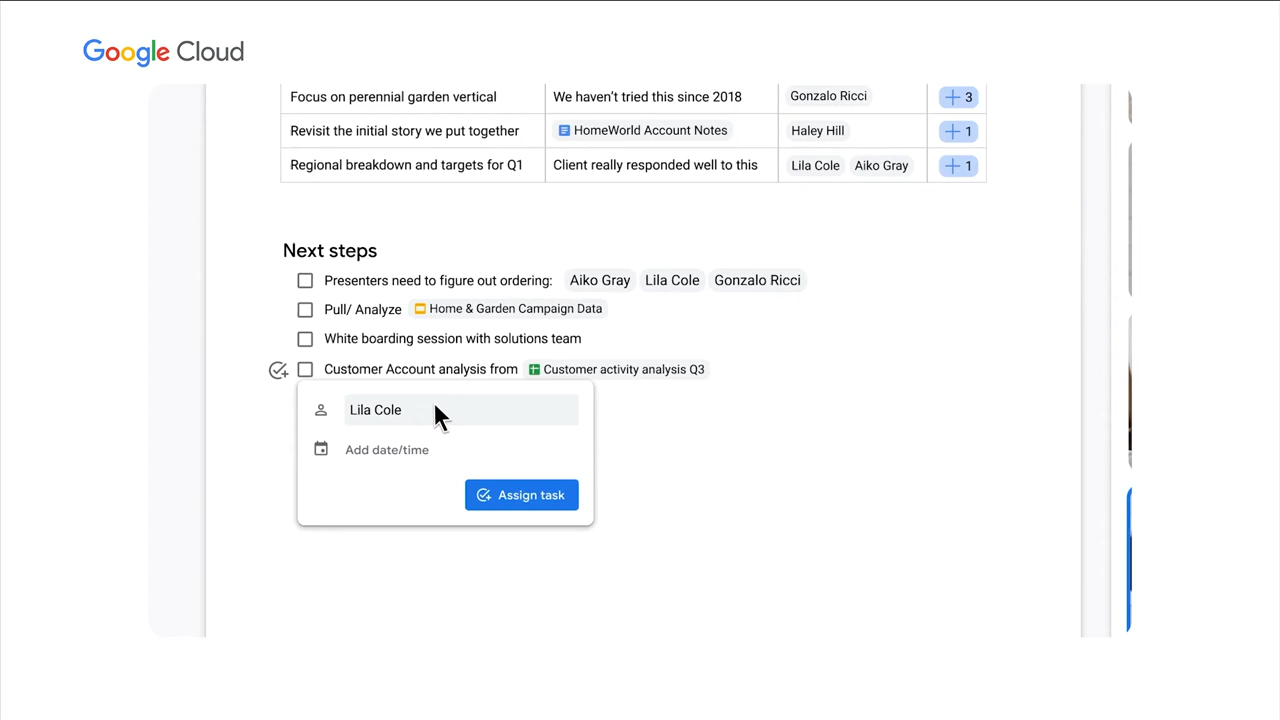 Google Cloud
Focus on perennial garden vertical We haven’t tried this since 2018 Gonzalo Ricci + 3
Revisit the initial story we put together HomeWorld Account Notes Haley Hill + 1
Regional breakdown and targets for Q1 Client really responded well to this Lila Cole Aiko Gray + 1
Next steps
Presenters need to figure out ordering: Aiko Gray Lila Cole Gonzalo Ricci
Pull/ Analyze Home & Garden Campaign Data
White boarding session with solutions team
Customer Account analysis from Customer activity analysis Q3
Lila Cole
Add date/time
Assign task